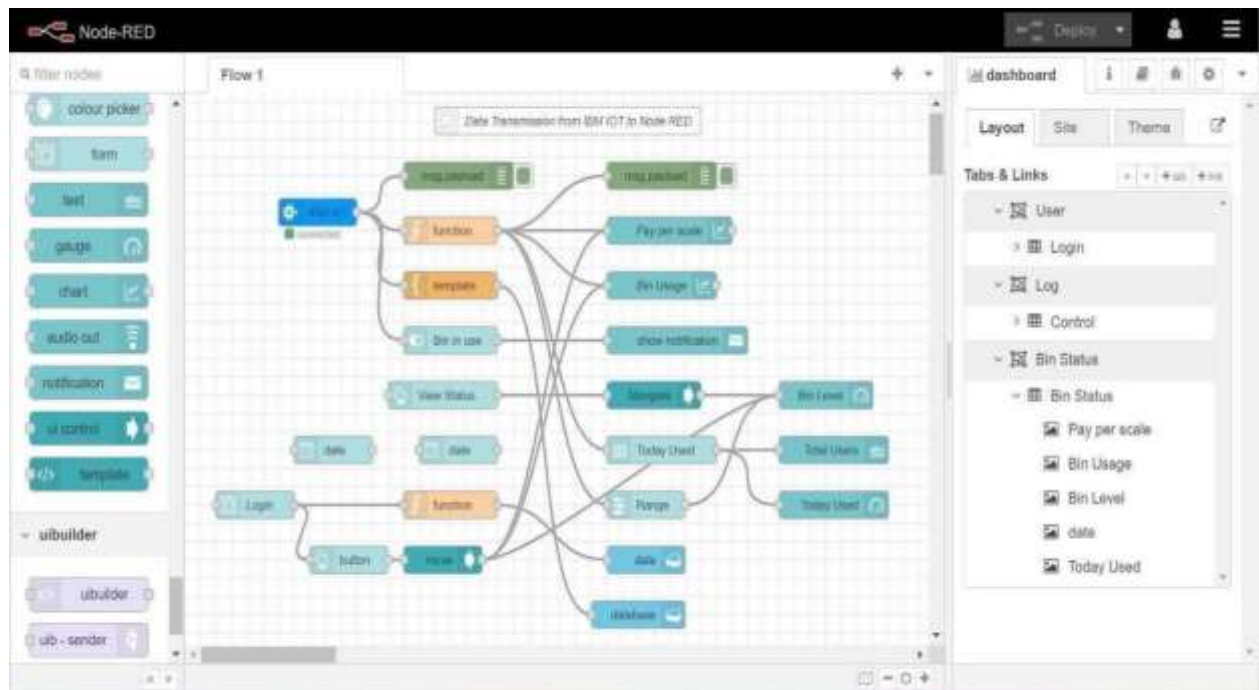 Node-RED
Deploy
filter nodes
Flow 1
dashboard
i
colour picker
form
text
gauge
chart
audio out
notification
ui control
template
uibuilder
uibuilder
uib - sender
Data Transmission from IBM IOT to Node RED
msg.payload
msg.payload
connected
function
Pay per scale
template
Bin Usage
Bin in use
show notification
View Status
Navigate
Bin Level
date
date
Today Used
Total Users
Login
function
Range
Today Used
button
data
database
Layout
Site
Theme
Tabs & Links
User
Login
Log
Control
Bin Status
Bin Status
Pay per scale
Bin Usage
Bin Level
date
Today Used